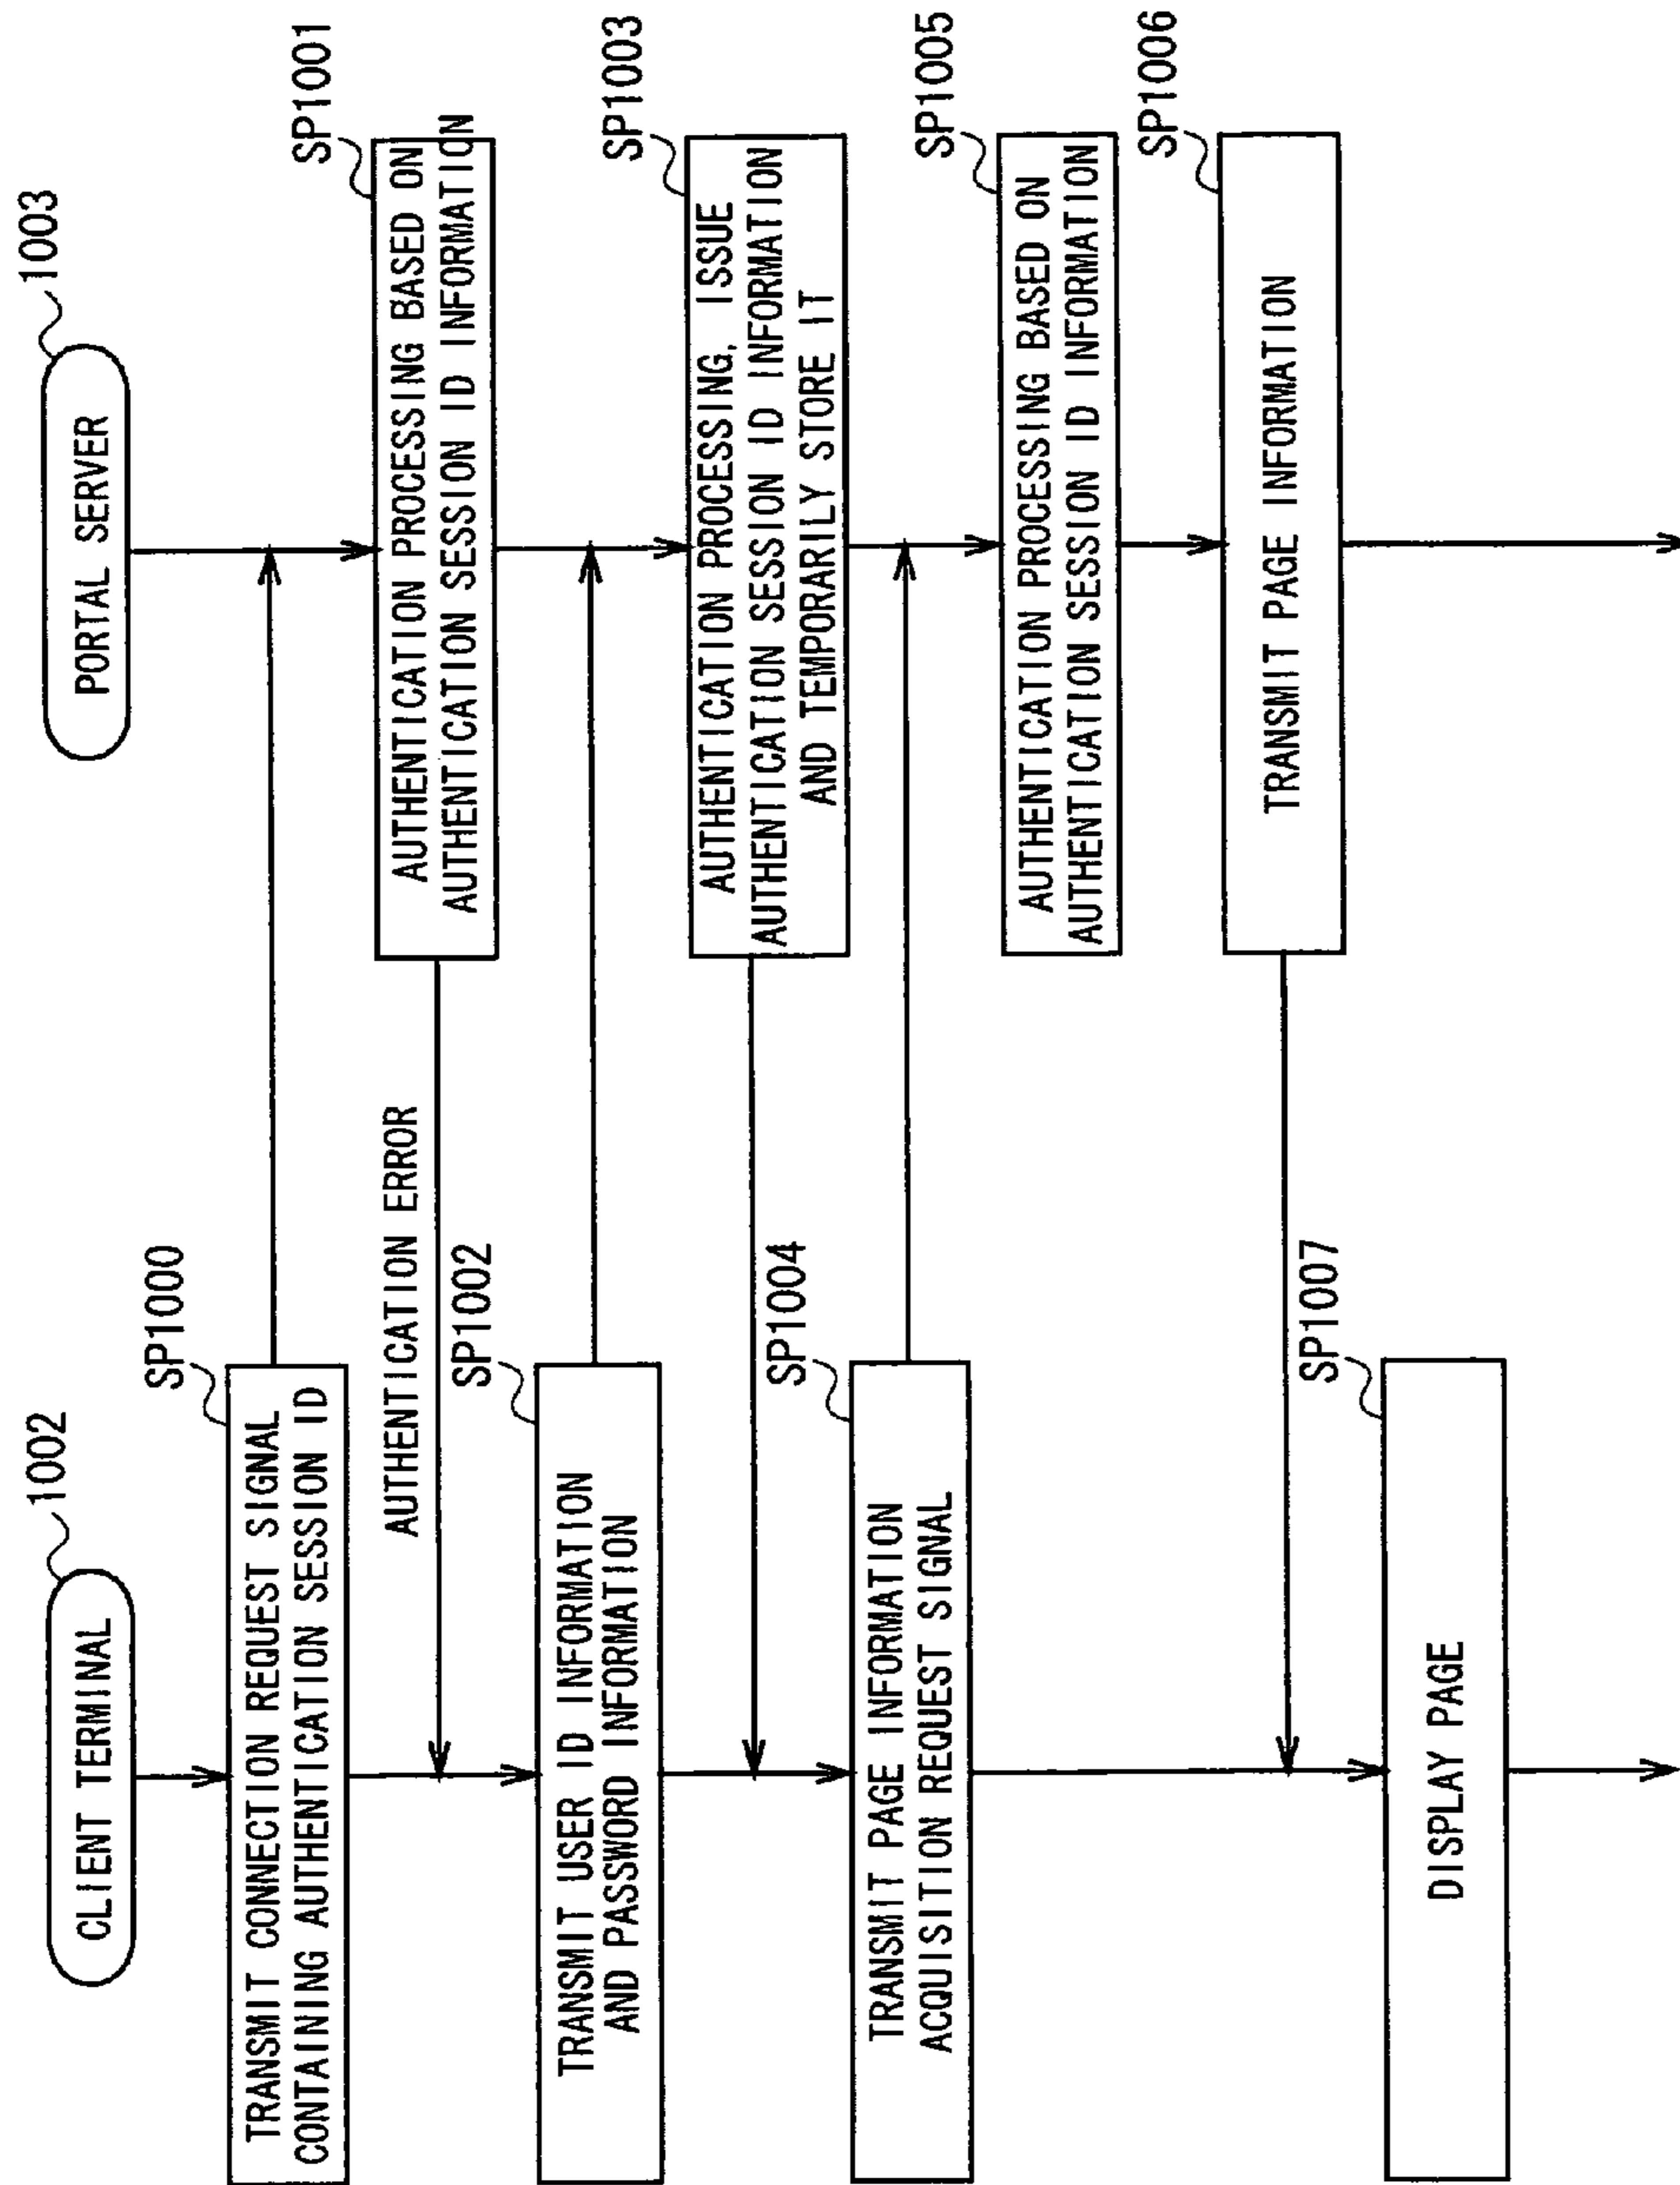 1002
CLIENT TERMINAL
1003
PORTAL SERVER
SP1000
TRANSMIT CONNECTION REQUEST SIGNAL
CONTAINING AUTHENTICATION SESSION ID
SP1001
AUTHENTICATION PROCESSING BASED ON
AUTHENTICATION SESSION ID INFORMATION
AUTHENTICATION ERROR
SP1002
TRANSMIT USER ID INFORMATION
AND PASSWORD INFORMATION
SP1003
AUTHENTICATION PROCESSING, ISSUE
AUTHENTICATION SESSION ID INFORMATION
AND TEMPORARILY STORE IT
SP1004
TRANSMIT PAGE INFORMATION
ACQUISITION REQUEST SIGNAL
SP1005
AUTHENTICATION PROCESSING BASED ON
AUTHENTICATION SESSION ID INFORMATION
SP1006
TRANSMIT PAGE INFORMATION
SP1007
DISPLAY PAGE